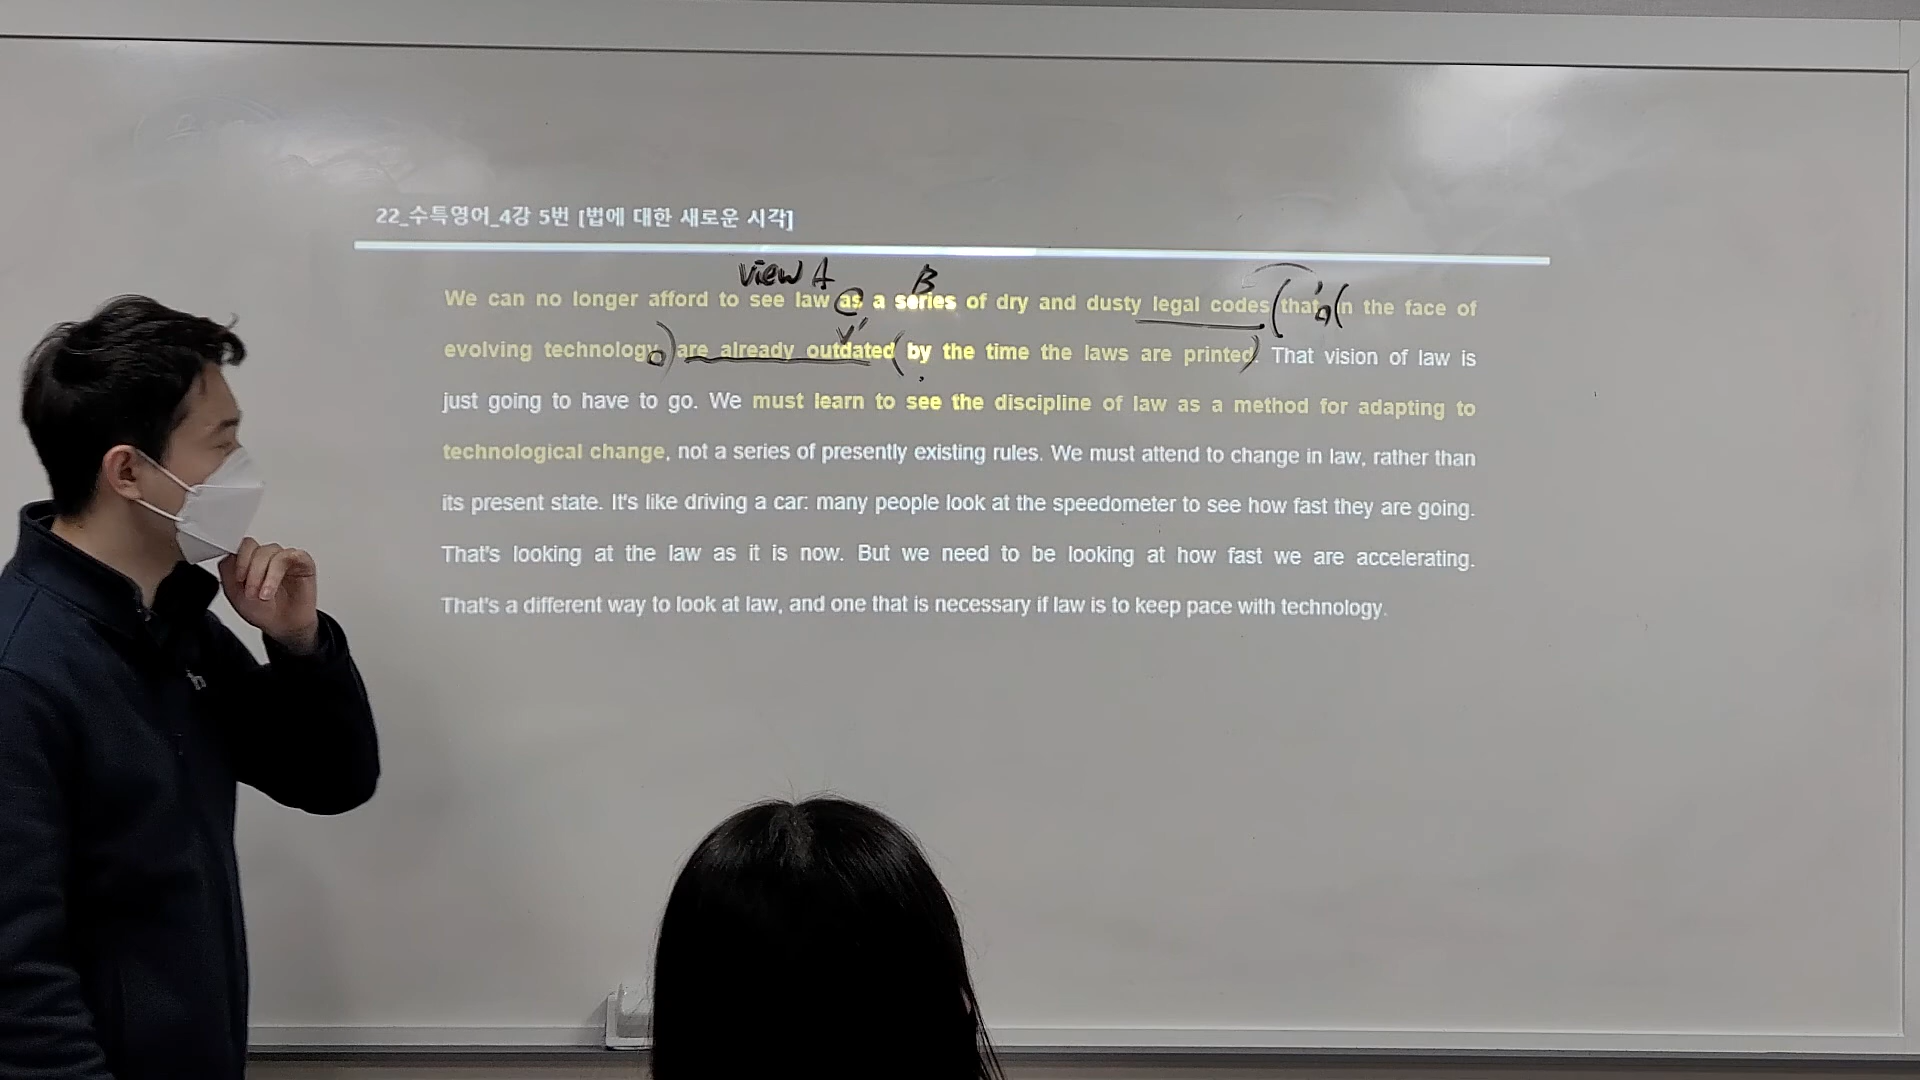 22_수특영어_4강 5번 [법에 대한 새로운 시각]
view A B
We can no longer afford to see law as a series of dry and dusty legal codes that, in the face of
v'
evolving technology, are already outdated by the time the laws are printed. That vision of law is
just going to have to go. We must learn to see the discipline of law as a method for adapting to
technological change, not a series of presently existing rules. We must attend to change in law, rather than
its present state. It's like driving a car: many people look at the speedometer to see how fast they are going.
That's looking at the law as it is now. But we need to be looking at how fast we are accelerating.
That's a different way to look at law, and one that is necessary if law is to keep pace with technology.